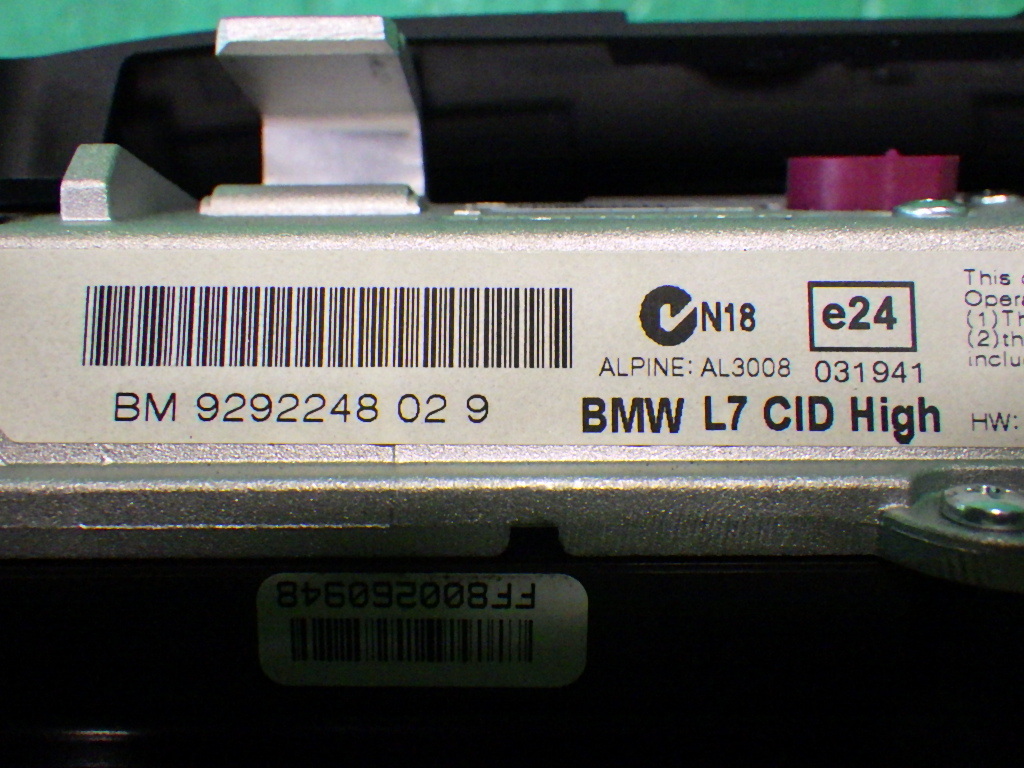 N18
e24
ALPINE: AL3008
031941
BM 9292248 02 9
BMW L7 CID High
This
Opera
(1)Th
(2)th
inclu
HW:
FF800260948